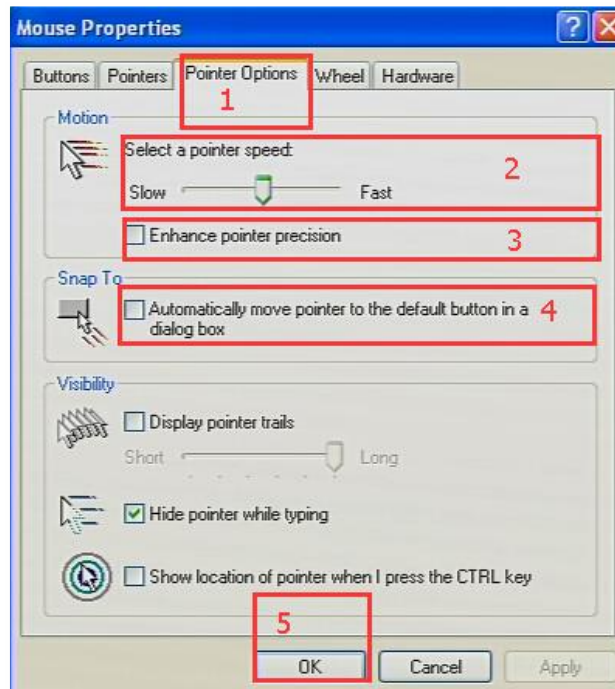 Mouse Properties
?
X
Buttons Pointers Pointer Options Wheel Hardware
1
Motion
Select a pointer speed:
2
Slow Fast
Enhance pointer precision
3
Snap To
Automatically move pointer to the default button in a
dialog box
4
Visibility
Display pointer trails
Short Long
Hide pointer while typing
Show location of pointer when I press the CTRL key
5
OK Cancel Apply